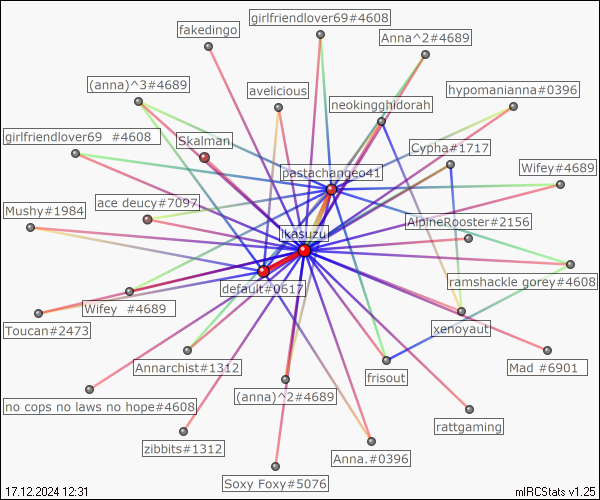 girlfriendlover69#4608
fakedingo
Anna^2#4689
(anna)^3#4689
avelicious
hypomanianna#0396
neokingghidorah
girlfriendlover69 #4608
Skalman
Cypha#1717
pastachangeo41
Wifey#4689
Mushy#1984
ace deucy#7097
AlpineRooster#2156
ikasuzu
default#0617
ramshackle gorey#4608
Wifey #4689
Toucan#2473
xenoyaut
Annarchist#1312
frisout
Mad #6901
no cops no laws no hope#4608
(anna)^2#4689
rattgaming
zibbits#1312
Anna.#0396
Soxy Foxy#5076
17.12.2024 12:31
mIRCStats v1.25